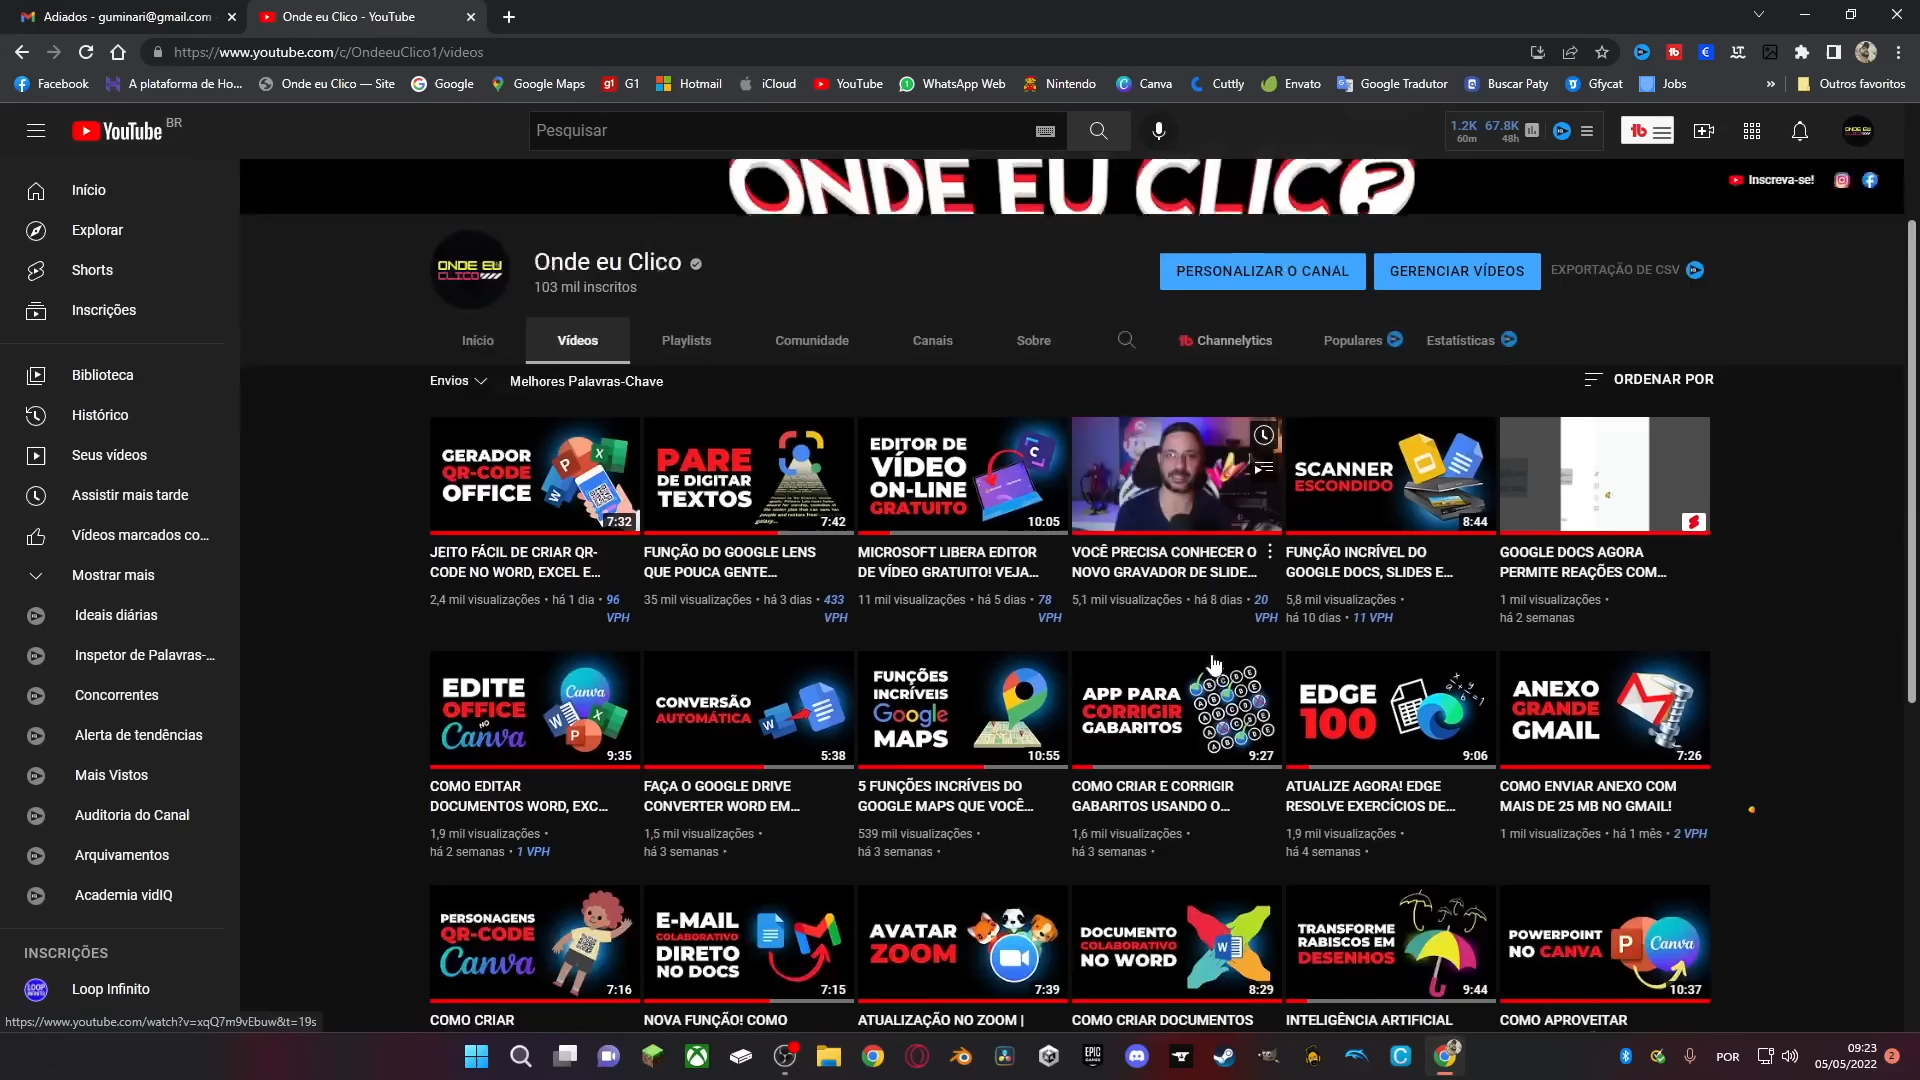 Adiados - guminari@gmail.com
Onde eu Clico - YouTube
https://www.youtube.com/c/OndeeuClico1/videos
Facebook
A plataforma de Ho...
Onde eu Clico — Site
Google
Google Maps
G1
Hotmail
iCloud
YouTube
WhatsApp Web
Nintendo
Canva
Cuttly
Envato
Google Tradutor
Buscar Paty
Gfycat
Jobs
»
Outros favoritos
YouTube BR
Pesquisar
1.2K 67.8K
60m 48h
ONDE EU CLIC?
Inscreva-se!
Início
Explorar
Shorts
Inscrições
Biblioteca
Histórico
Seus vídeos
Assistir mais tarde
Vídeos marcados co...
Mostrar mais
Ideais diárias
Inspetor de Palavras-...
Concorrentes
Alerta de tendências
Mais Vistos
Auditoria do Canal
Arquivamentos
Academia vidIQ
INSCRIÇÕES
Loop Infinito
ONDE EU
CLICO
Onde eu Clico
103 mil inscritos
PERSONALIZAR O CANAL
GERENCIAR VÍDEOS
EXPORTAÇÃO DE CSV
Início
Vídeos
Playlists
Comunidade
Canais
Sobre
Channelytics
Populares
Estatísticas
Envios
Melhores Palavras-Chave
ORDENAR POR
GERADOR
QR-CODE
OFFICE
7:32
JEITO FÁCIL DE CRIAR QR-
CODE NO WORD, EXCEL E...
2,4 mil visualizações • há 1 dia • 96
VPH
PARE
DE DIGITAR
TEXTOS
7:42
FUNÇÃO DO GOOGLE LENS
QUE POUCA GENTE...
35 mil visualizações • há 3 dias • 433
VPH
EDITOR DE
VÍDEO
ON-LINE
GRATUITO
10:05
MICROSOFT LIBERA EDITOR
DE VÍDEO GRATUITO! VEJA...
11 mil visualizações • há 5 dias • 78
VPH
VOCÊ PRECISA CONHECER O
NOVO GRAVADOR DE SLIDE...
5,1 mil visualizações • há 8 dias • 20
VPH
SCANNER
ESCONDIDO
8:44
FUNÇÃO INCRÍVEL DO
GOOGLE DOCS, SLIDES E...
5,8 mil visualizações •
há 10 dias • 11 VPH
GOOGLE DOCS AGORA
PERMITE REAÇÕES COM...
1 mil visualizações •
há 2 semanas
EDITE
OFFICE
NO
Canva
Canva
9:35
COMO EDITAR
DOCUMENTOS WORD, EXC...
1,9 mil visualizações •
há 2 semanas • 1 VPH
CONVERSÃO
AUTOMÁTICA
5:38
FAÇA O GOOGLE DRIVE
CONVERTER WORD EM...
1,5 mil visualizações •
há 3 semanas •
FUNÇÕES
INCRÍVEIS
Google
MAPS
10:55
5 FUNÇÕES INCRÍVEIS DO
GOOGLE MAPS QUE VOCÊ...
539 mil visualizações •
há 3 semanas •
APP PARA
CORRIGIR
GABARITOS
9:27
COMO CRIAR E CORRIGIR
GABARITOS USANDO O...
1,6 mil visualizações •
há 3 semanas •
EDGE
100
9:06
ATUALIZE AGORA! EDGE
RESOLVE EXERCÍCIOS DE...
1,9 mil visualizações •
há 4 semanas •
ANEXO
GRANDE
GMAIL
7:26
COMO ENVIAR ANEXO COM
MAIS DE 25 MB NO GMAIL!
1 mil visualizações • há 1 mês • 2 VPH
PERSONAGENS
QR-CODE
Canva
7:16
COMO CRIAR
E-MAIL
COLABORATIVO
DIRETO
NO DOCS
7:15
NOVA FUNÇÃO! COMO
AVATAR
ZOOM
7:39
ATUALIZAÇÃO NO ZOOM |
DOCUMENTO
COLABORATIVO
NO WORD
8:29
COMO CRIAR DOCUMENTOS
TRANSFORME
RABISCOS EM
DESENHOS
9:44
INTELIGÊNCIA ARTIFICIAL
POWERPOINT
NO CANVA
Canva
10:37
COMO APROVEITAR
https://www.youtube.com/watch?v=xqQ7m9vEbuw&t=19s
EPIC
GAMES
POR
09:23
05/05/2022
2